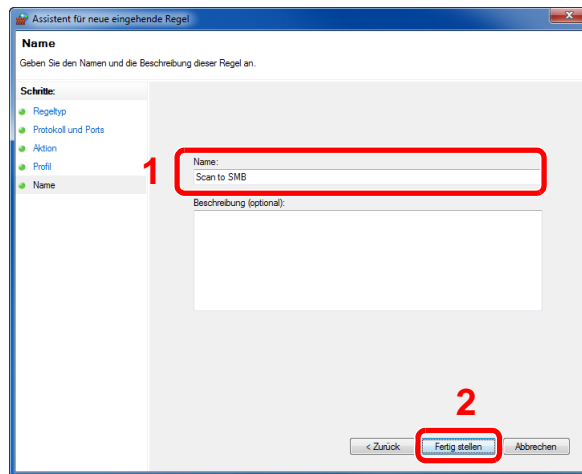 Assistent für neue eingehende Regel
Name
Geben Sie den Namen und die Beschreibung dieser Regel an.
Schritte:
Regeltyp
Protokoll und Ports
Aktion
Profil
Name
1
Name:
Scan to SMB
Beschreibung (optional):
2
< Zurück
Fertig stellen
Abbrechen